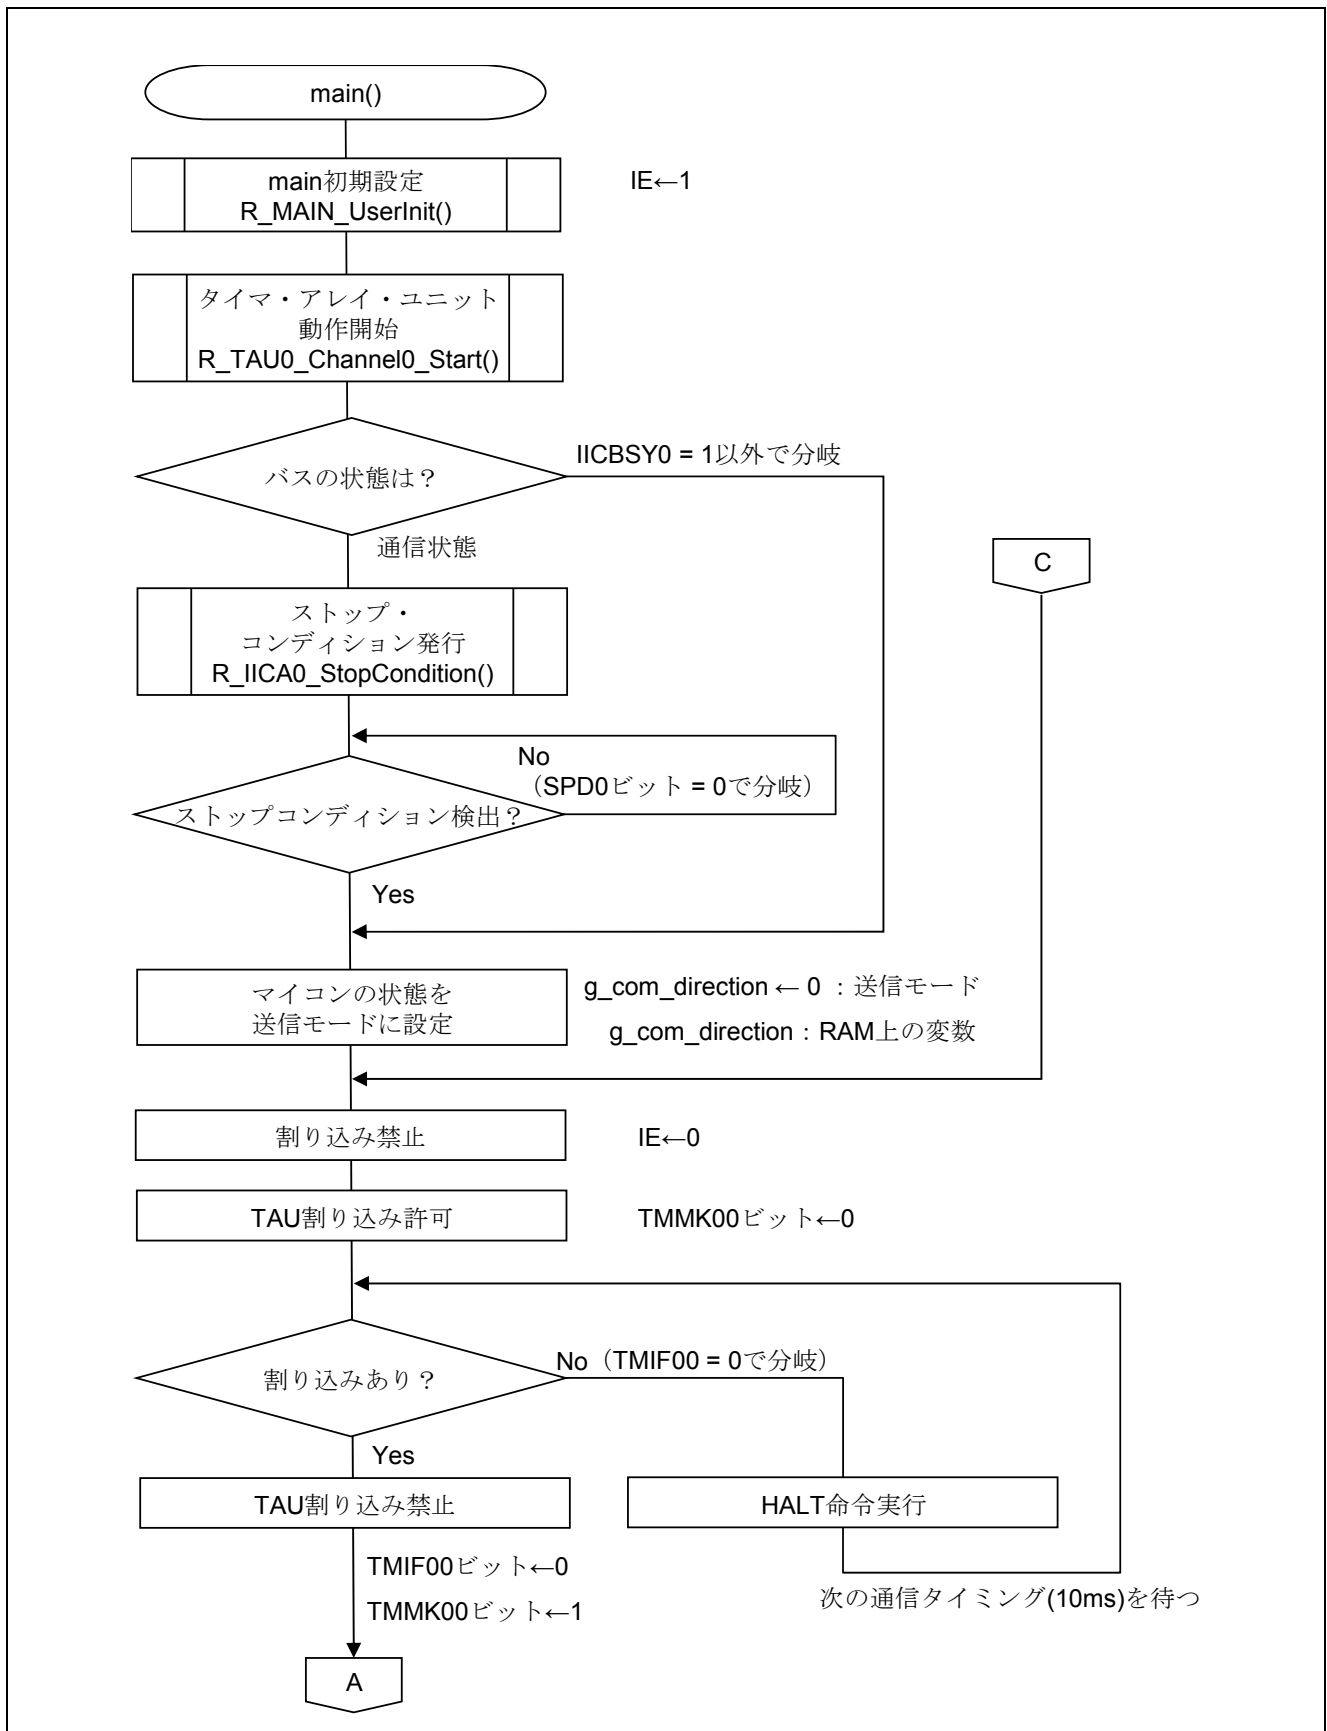 main()
main初期設定
R_MAIN_UserInit()
IE←1
タイマ・アレイ・ユニット
動作開始
R_TAU0_Channel0_Start()
バスの状態は？
IICBSY0 = 1以外で分岐
通信状態
C
ストップ・
コンディション発行
R_IICA0_StopCondition()
No
（SPD0ビット = 0で分岐）
ストップコンディション検出？
Yes
マイコンの状態を
送信モードに設定
g_com_direction ← 0 ：送信モード
g_com_direction：RAM上の変数
割り込み禁止
IE←0
TAU割り込み許可
TMMK00ビット←0
割り込みあり？
No（TMIF00 = 0で分岐）
Yes
TAU割り込み禁止
HALT命令実行
TMIF00ビット←0
TMMK00ビット←1
次の通信タイミング(10ms)を待つ
A